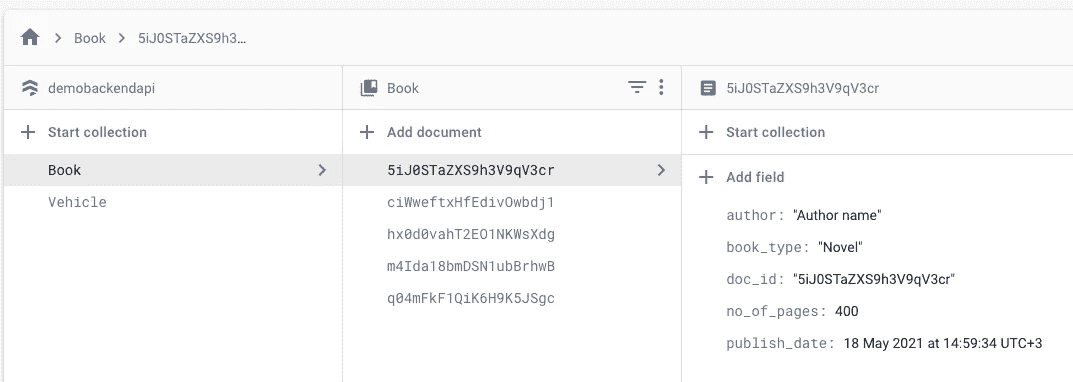 Book 5iJ0STaZXS9h3…
demobackendapi
Start collection
Book
Vehicle
Book
Add document
5iJ0STaZXS9h3V9qV3cr
ciWweftxHfEdivOwbdj1
hx0d0vahT2EO1NKWsXdg
m4Ida18bmDSN1ubBrhwB
q04mFkF1QiK6H9K5JSgc
5iJ0STaZXS9h3V9qV3cr
Start collection
Add field
author: "Author name"
book_type: "Novel"
doc_id: "5iJ0STaZXS9h3V9qV3cr"
no_of_pages: 400
publish_date: 18 May 2021 at 14:59:34 UTC+3